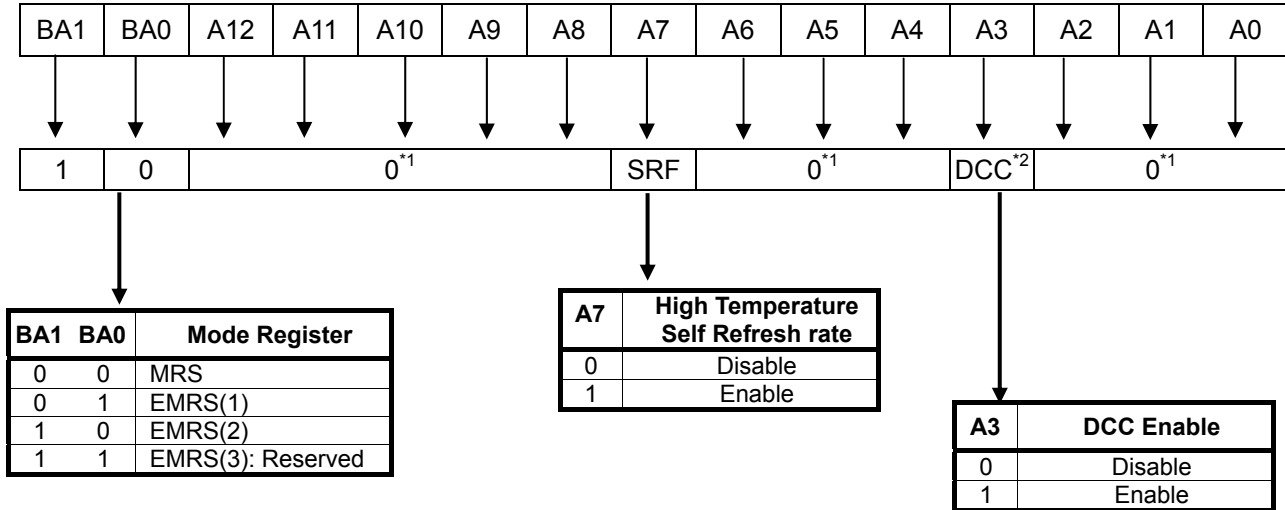 BA1 BA0 A12 A11 A10 A9 A8 A7 A6 A5 A4 A3 A2 A1 A0
1 0 0*1 SRF 0*1 DCC*2 0*1
BA1 BA0 Mode Register
0 0 MRS
0 1 EMRS(1)
1 0 EMRS(2)
1 1 EMRS(3): Reserved
A7 High Temperature
Self Refresh rate
0 Disable
1 Enable
A3 DCC Enable
0 Disable
1 Enable